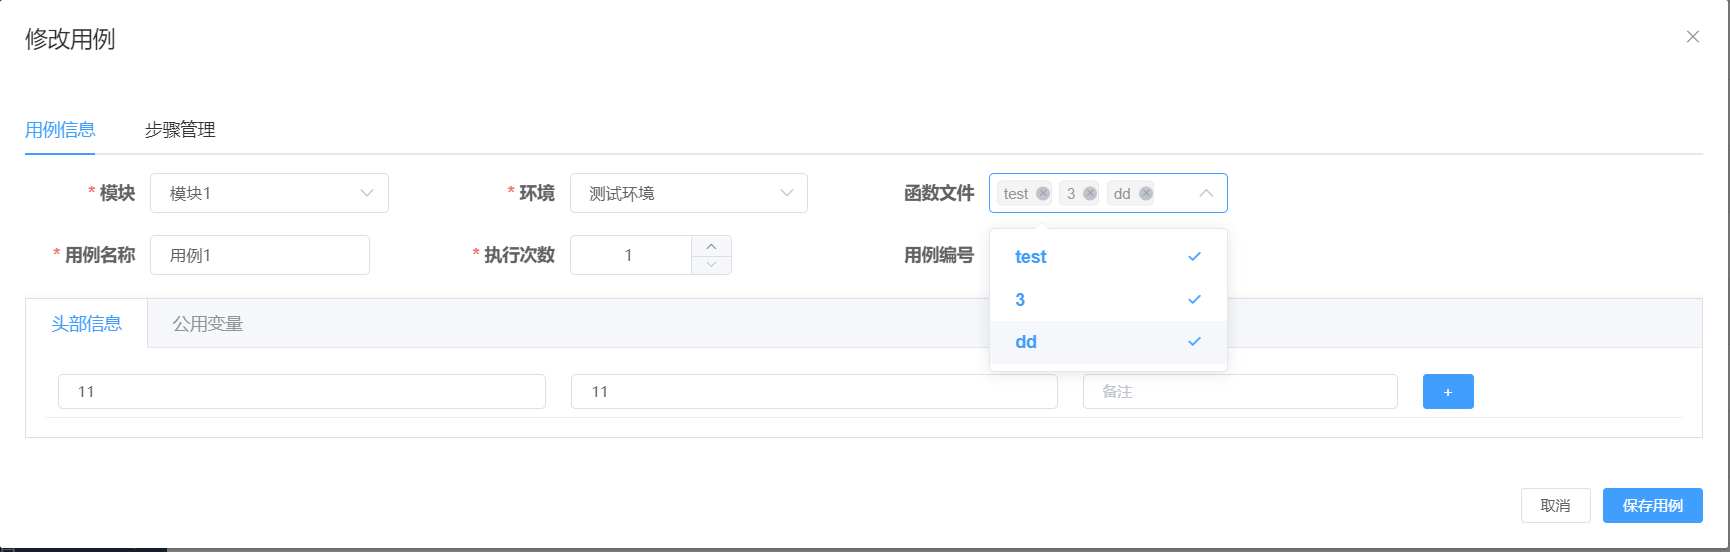 修改用例
用例信息 步骤管理
* 模块 模块1 * 环境 测试环境 函数文件 test 3 dd
* 用例名称 用例1 * 执行次数 1 用例编号
test
3
dd
头部信息 公用变量
11 11 备注 +
取消 保存用例